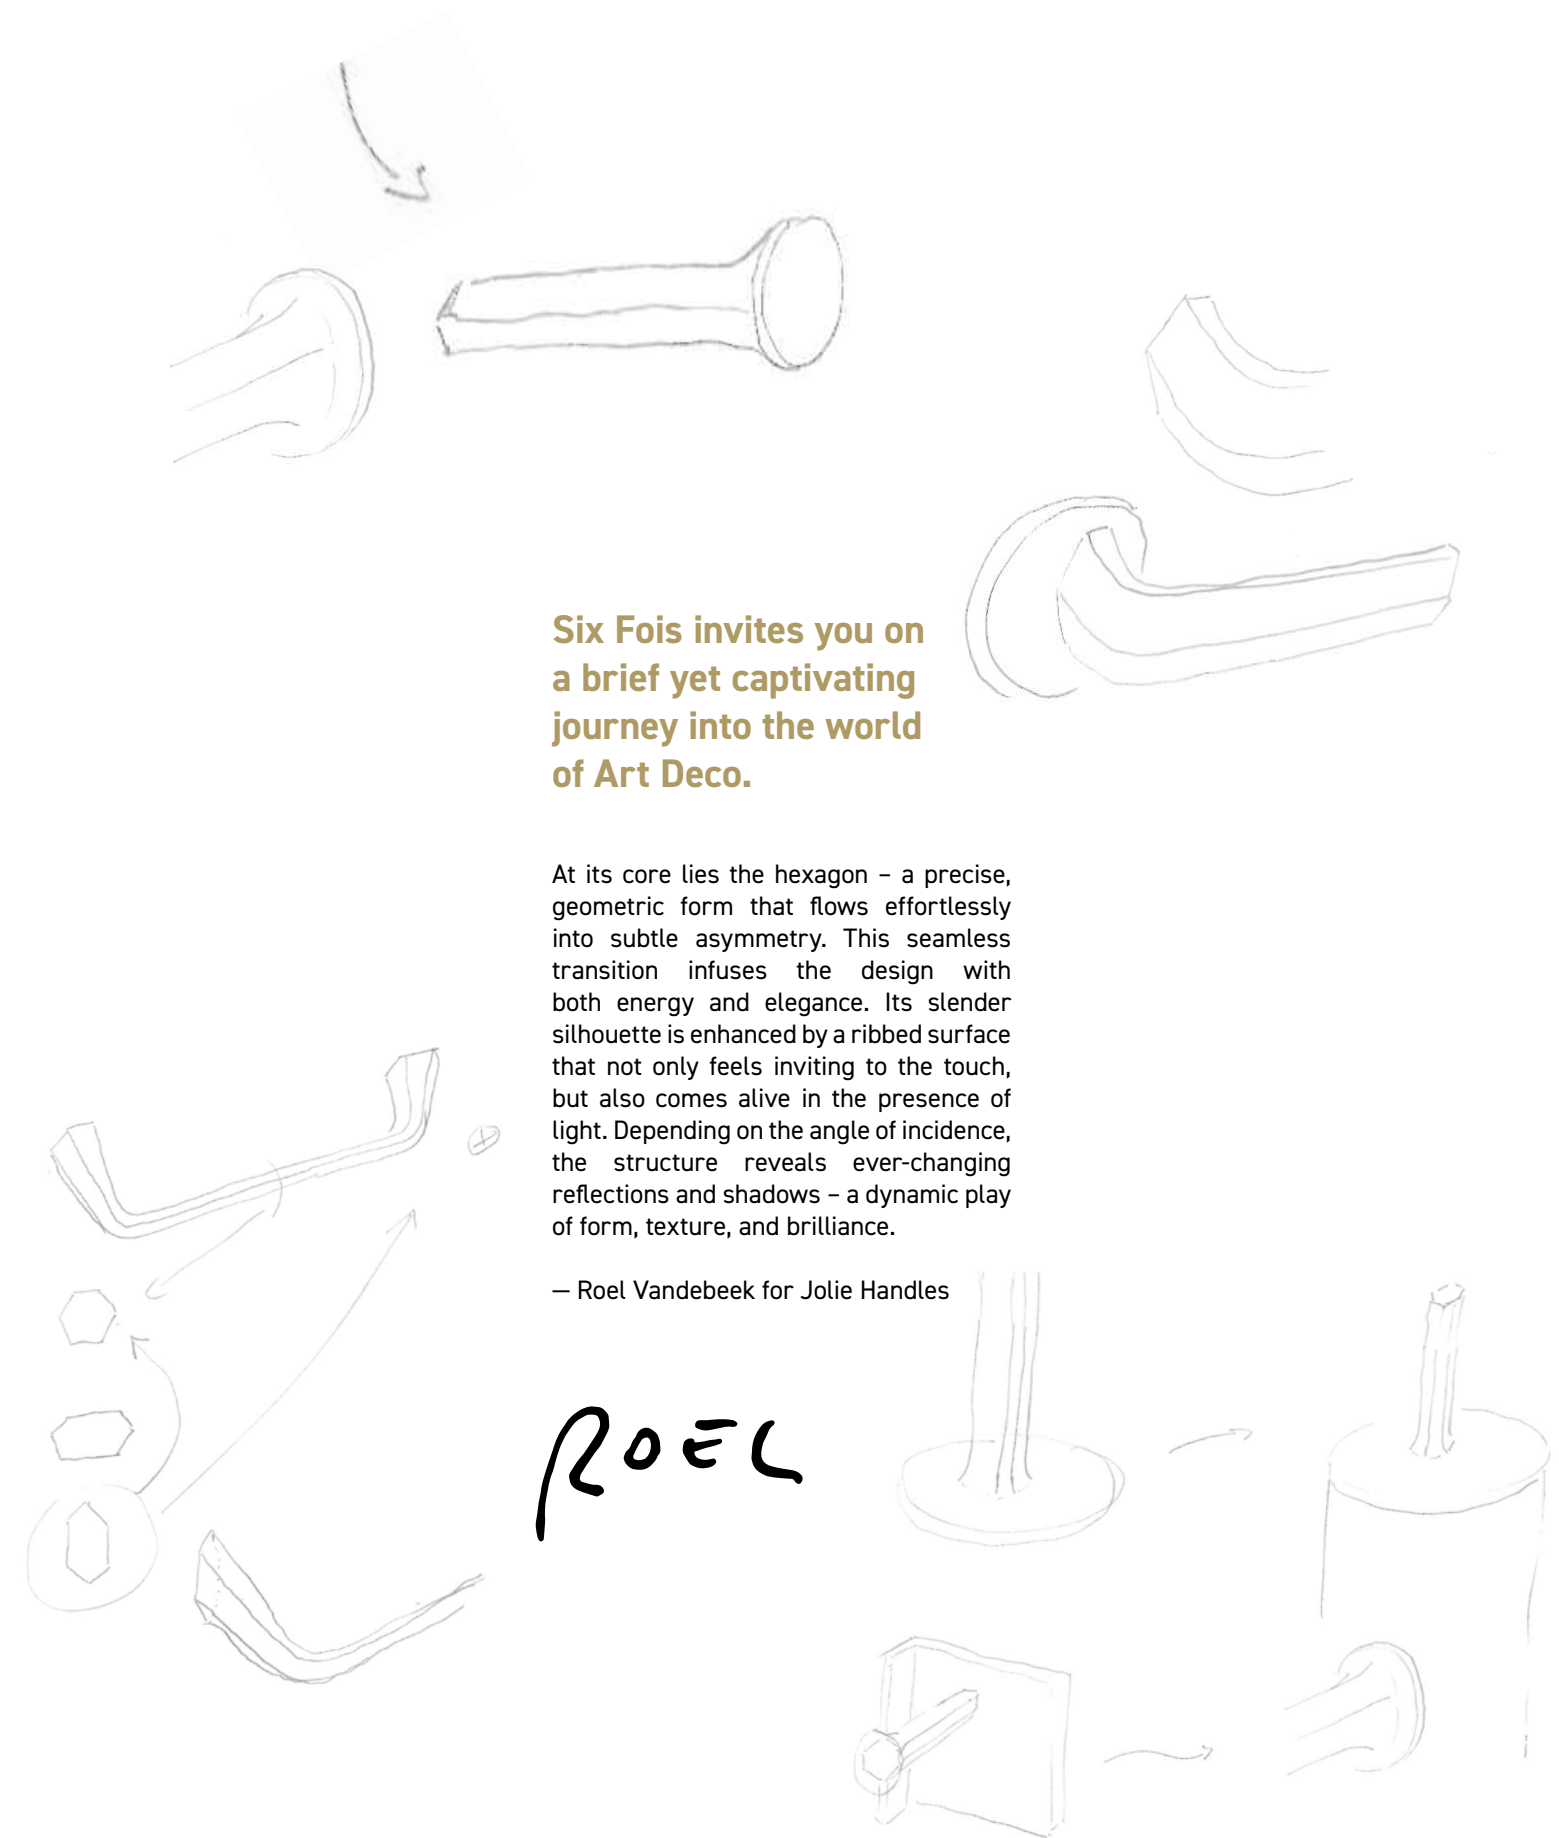 Six Fois invites you on
a brief yet captivating
journey into the world
of Art Deco.
At its core lies the hexagon – a precise,
geometric form that flows effortlessly
into subtle asymmetry. This seamless
transition infuses the design with
both energy and elegance. Its slender
silhouette is enhanced by a ribbed surface
that not only feels inviting to the touch,
but also comes alive in the presence of
light. Depending on the angle of incidence,
the structure reveals ever-changing
reflections and shadows – a dynamic play
of form, texture, and brilliance.
— Roel Vandebeek for Jolie Handles
ROEL